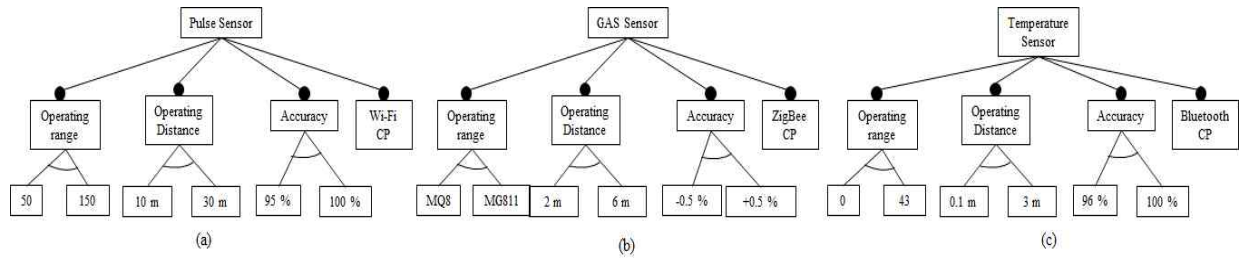 Pulse Sensor
Operating
range
Operating
Distance
Accuracy
Wi-Fi
CP
50
150
10 m
30 m
95 %
100 %
(a)
GAS Sensor
Operating
range
Operating
Distance
Accuracy
ZigBee
CP
MQ8
MG811
2 m
6 m
-0.5 %
+0.5 %
(b)
Temperature
Sensor
Operating
range
Operating
Distance
Accuracy
Bluetooth
CP
0
43
0.1 m
3 m
96 %
100 %
(c)